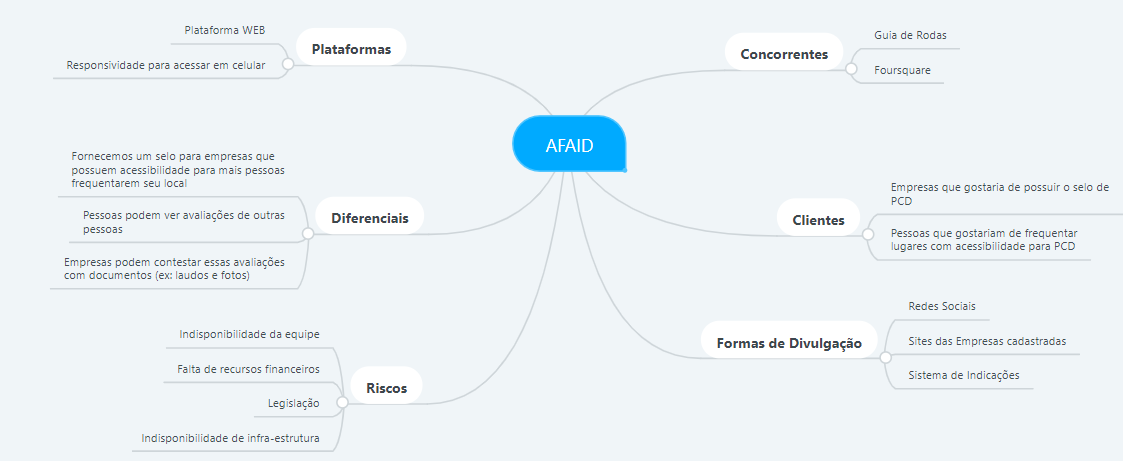 AFAID
Plataformas
Plataforma WEB
Responsividade para acessar em celular
Diferenciais
Fornecemos um selo para empresas que
possuem acessibilidade para mais pessoas
frequentarem seu local
Pessoas podem ver avaliações de outras
pessoas
Empresas podem contestar essas avaliações
com documentos (ex: laudos e fotos)
Riscos
Indisponibilidade da equipe
Falta de recursos financeiros
Legislação
Indisponibilidade de infra-estrutura
Concorrentes
Guia de Rodas
Foursquare
Clientes
Empresas que gostaria de possuir o selo de
PCD
Pessoas que gostariam de frequentar
lugares com acessibilidade para PCD
Formas de Divulgação
Redes Sociais
Sites das Empresas cadastradas
Sistema de Indicações